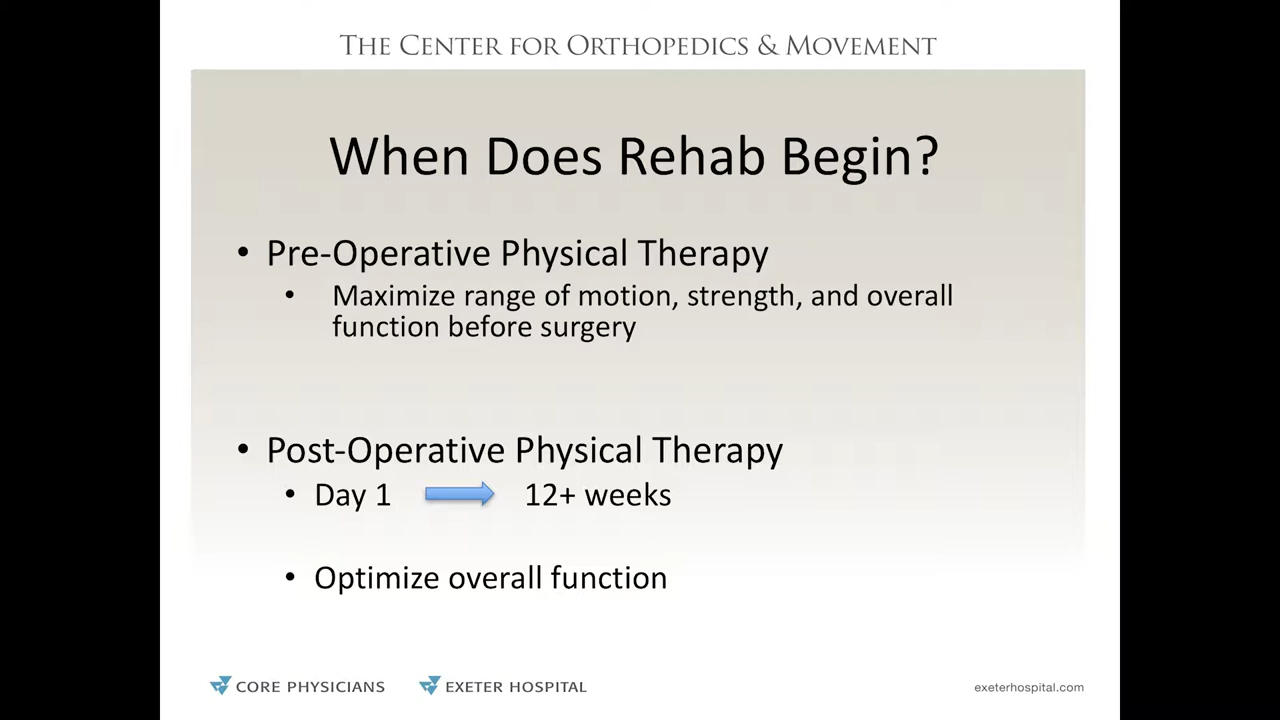 THE CENTER FOR ORTHOPEDICS & MOVEMENT
When Does Rehab Begin?
• Pre-Operative Physical Therapy
• Maximize range of motion, strength, and overall
function before surgery
• Post-Operative Physical Therapy
• Day 1 12+ weeks
• Optimize overall function
CORE PHYSICIANS EXETER HOSPITAL exeterhospital.com